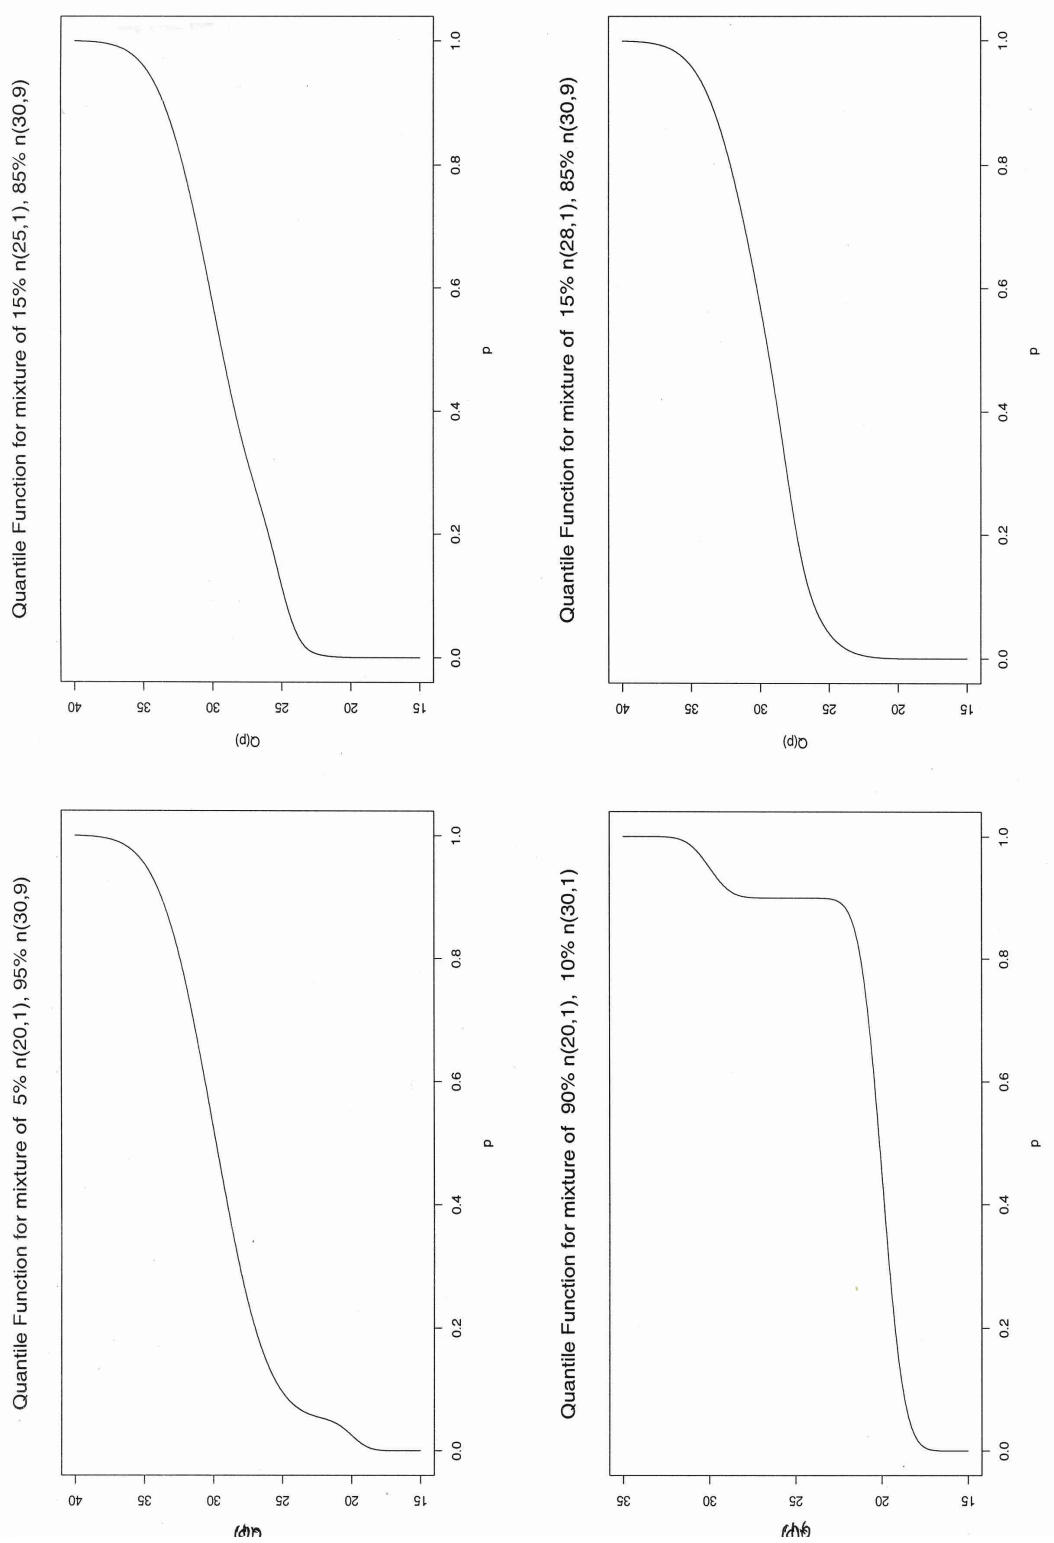 Quantile Function for mixture of 5% n(20,1), 95% n(30,9)
40
35
30
25
20
15
0.0 0.2 0.4 0.6 0.8 1.0
p
Quantile Function for mixture of 15% n(25,1), 85% n(30,9)
Q(p)
40
35
30
25
20
15
0.0 0.2 0.4 0.6 0.8 1.0
p
Quantile Function for mixture of 90% n(20,1), 10% n(30,1)
35
30
25
20
15
0.0 0.2 0.4 0.6 0.8 1.0
p
Quantile Function for mixture of 15% n(28,1), 85% n(30,9)
Q(p)
40
35
30
25
20
15
0.0 0.2 0.4 0.6 0.8 1.0
p